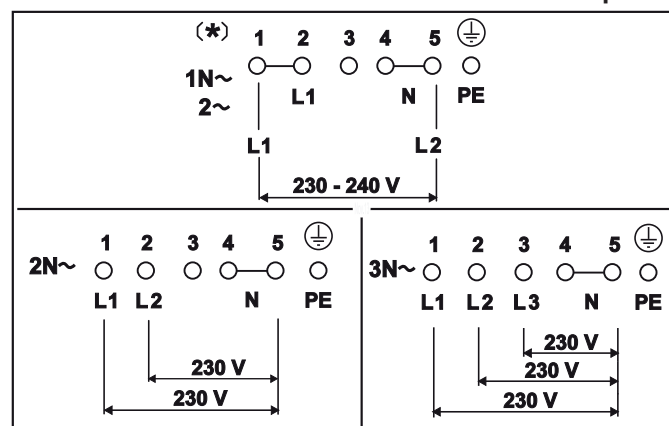 (*) 1 2 3 4 5
1N~ L1 N PE
2~
L1 L2
230 - 240 V
1 2 3 4 5
2N~
L1 L2 N PE
230 V
230 V
1 2 3 4 5
3N~
L1 L2 L3 N PE
230 V
230 V
230 V